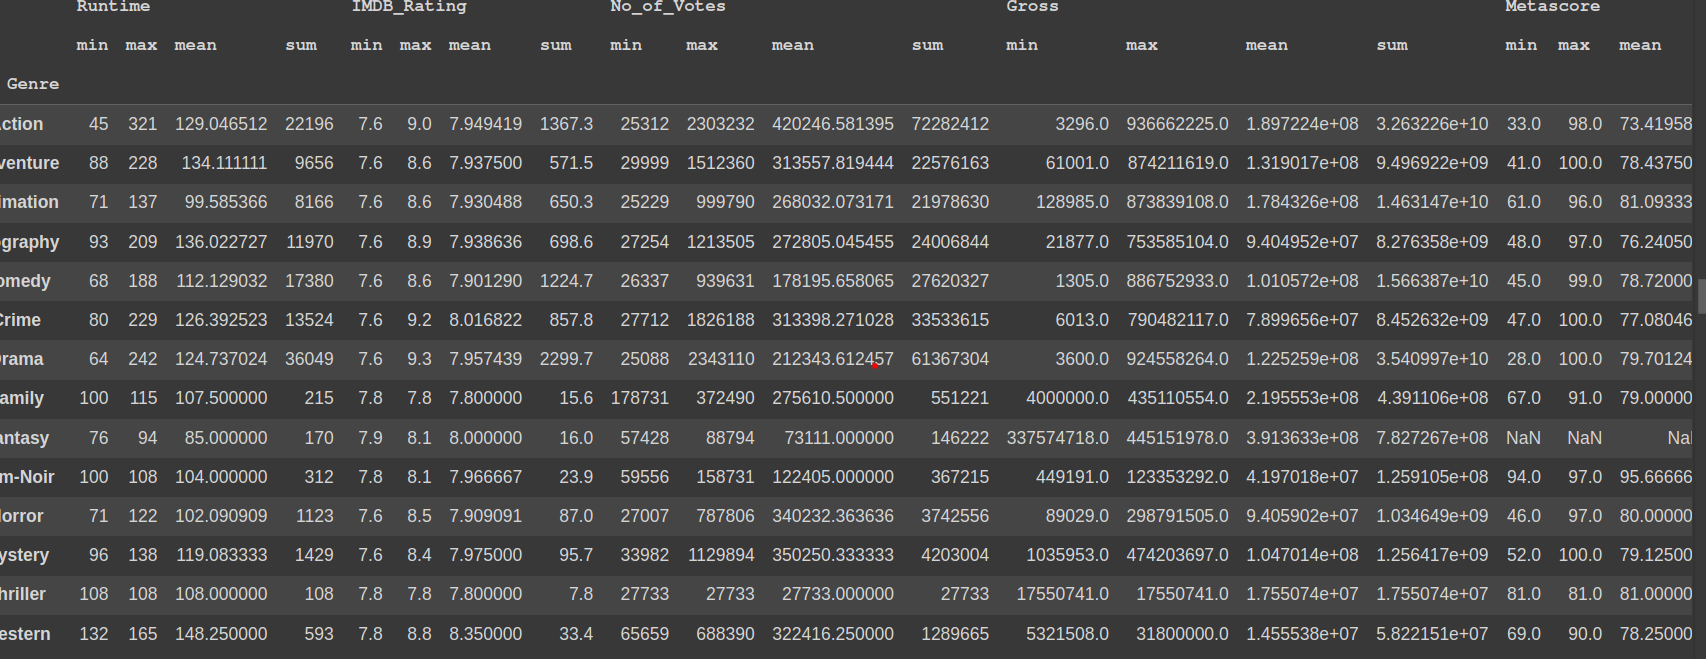 Runtime IMDB_Rating No_of_Votes Gross Metascore
min max mean sum min max mean sum min max mean sum min max mean sum min max mean
Genre
ction 45 321 129.046512 22196 7.6 9.0 7.949419 1367.3 25312 2303232 420246.581395 72282412 3296.0 936662225.0 1.897224e+08 3.263226e+10 33.0 98.0 73.41958
venture 88 228 134.111111 9656 7.6 8.6 7.937500 571.5 29999 1512360 313557.819444 22576163 61001.0 874211619.0 1.319017e+08 9.496922e+09 41.0 100.0 78.43750
imation 71 137 99.585366 8166 7.6 8.6 7.930488 650.3 25229 999790 268032.073171 21978630 128985.0 873839108.0 1.784326e+08 1.463147e+10 61.0 96.0 81.09333
graphy 93 209 136.022727 11970 7.6 8.9 7.938636 698.6 27254 1213505 272805.045455 24006844 21877.0 753585104.0 9.404952e+07 8.276358e+09 48.0 97.0 76.24050
omedy 68 188 112.129032 17380 7.6 8.6 7.901290 1224.7 26337 939631 178195.658065 27620327 1305.0 886752933.0 1.010572e+08 1.566387e+10 45.0 99.0 78.72000
Crime 80 229 126.392523 13524 7.6 9.2 8.016822 857.8 27712 1826188 313398.271028 33533615 6013.0 790482117.0 7.899656e+07 8.452632e+09 47.0 100.0 77.08046
rama 64 242 124.737024 36049 7.6 9.3 7.957439 2299.7 25088 2343110 212343.612457 61367304 3600.0 924558264.0 1.225259e+08 3.540997e+10 28.0 100.0 79.70124
amily 100 115 107.500000 215 7.8 7.8 7.800000 15.6 178731 372490 275610.500000 551221 4000000.0 435110554.0 2.195553e+08 4.391106e+08 67.0 91.0 79.00000
antasy 76 94 85.000000 170 7.9 8.1 8.000000 16.0 57428 88794 73111.000000 146222 337574718.0 445151978.0 3.913633e+08 7.827267e+08 NaN NaN Na
m-Noir 100 108 104.000000 312 7.8 8.1 7.966667 23.9 59556 158731 122405.000000 367215 449191.0 123353292.0 4.197018e+07 1.259105e+08 94.0 97.0 95.66666
orror 71 122 102.090909 1123 7.6 8.5 7.909091 87.0 27007 787806 340232.363636 3742556 89029.0 298791505.0 9.405902e+07 1.034649e+09 46.0 97.0 80.00000
ystery 96 138 119.083333 1429 7.6 8.4 7.975000 95.7 33982 1129894 350250.333333 4203004 1035953.0 474203697.0 1.047014e+08 1.256417e+09 52.0 100.0 79.12500
hriller 108 108 108.000000 108 7.8 7.8 7.800000 7.8 27733 27733 27733.000000 27733 17550741.0 17550741.0 1.755074e+07 1.755074e+07 81.0 81.0 81.00000
estern 132 165 148.250000 593 7.8 8.8 8.350000 33.4 65659 688390 322416.250000 1289665 5321508.0 31800000.0 1.455538e+07 5.822151e+07 69.0 90.0 78.25000